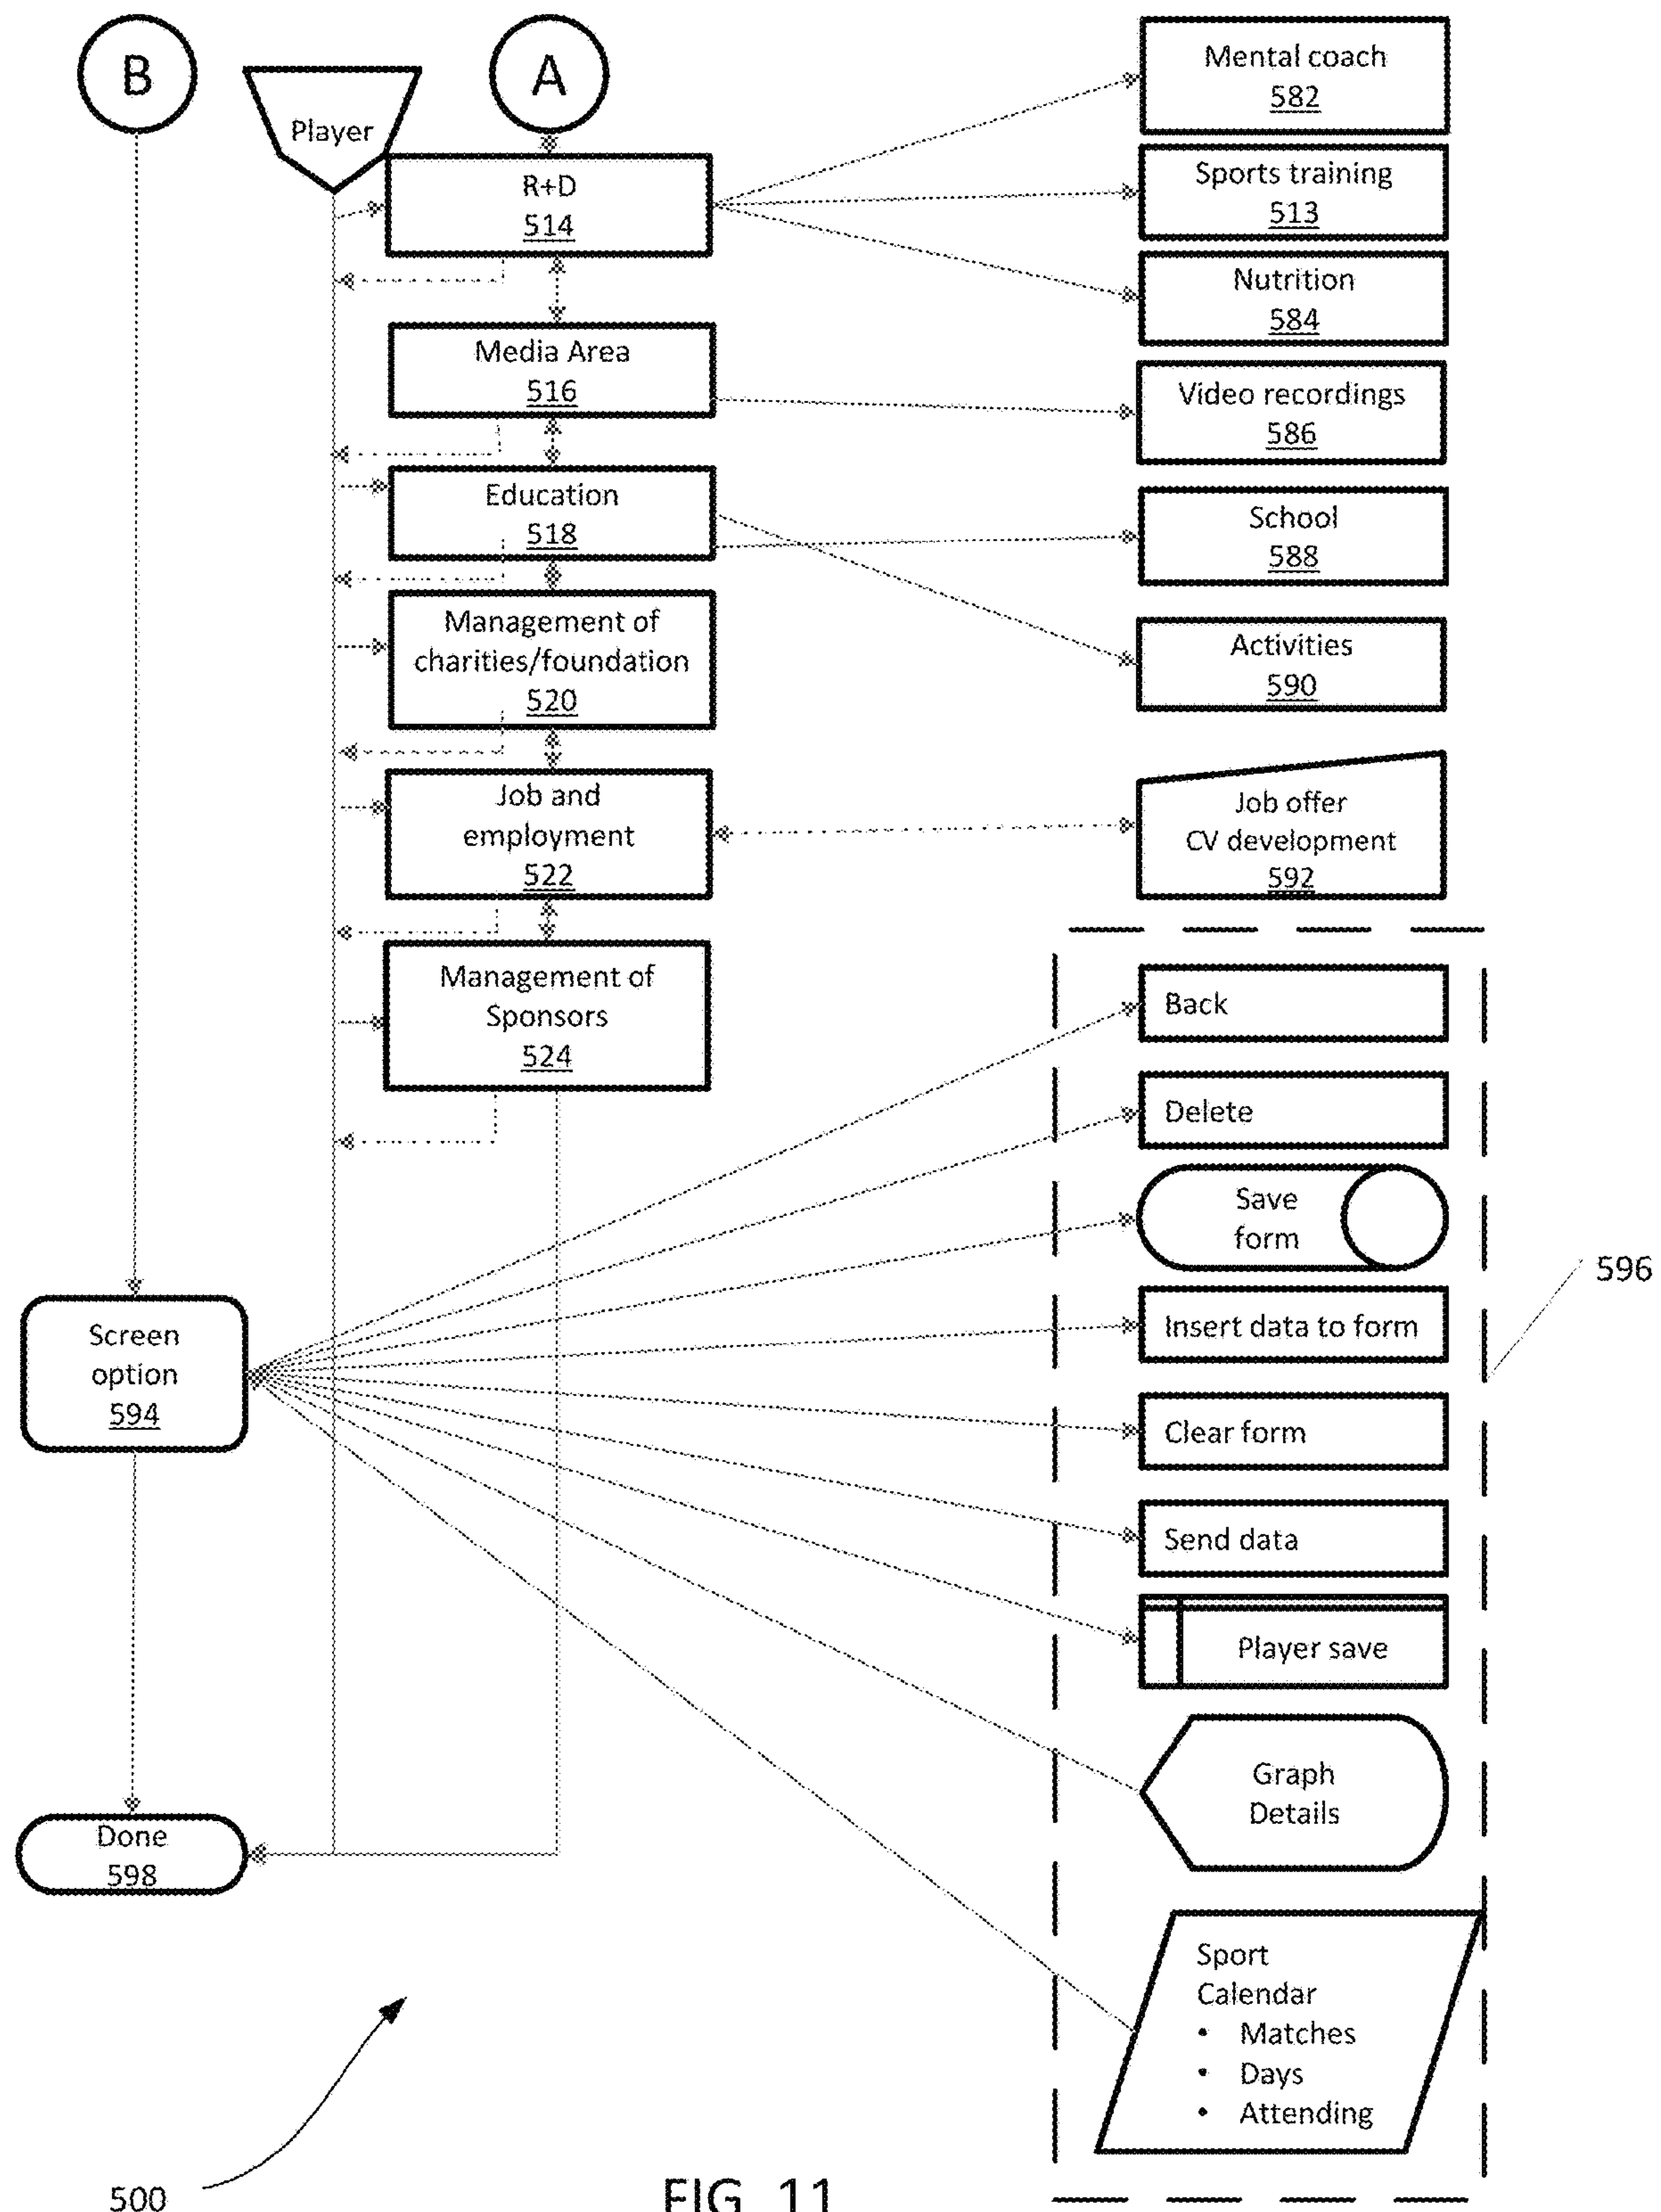 B
Player
A
R+D
514
Media Area
516
Education
518
Management of
charities/foundation
520
Job and
employment
522
Management of
Sponsors
524
Mental coach
582
Sports training
513
Nutrition
584
Video recordings
586
School
588
Activities
590
Job offer
CV development
592
Back
Delete
Save
form
Insert data to form
Clear form
Send data
Player save
Graph
Details
Sport
Calendar
• Matches
• Days
• Attending
596
Screen
option
594
Done
598
500
FIG. 11